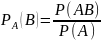 P_A(B) = P(AB)/P(A)